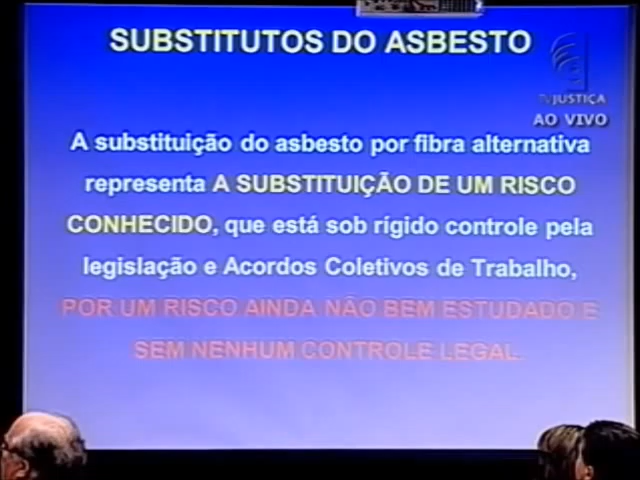 SUBSTITUTOS DO ASBESTO
TV JUSTIÇA
AO VIVO
A substituição do asbesto por fibra alternativa
representa A SUBSTITUIÇÃO DE UM RISCO
CONHECIDO, que está sob rígido controle pela
legislação e Acordos Coletivos de Trabalho,
POR UM RISCO AINDA NÃO BEM ESTUDADO E
SEM NENHUM CONTROLE LEGAL.